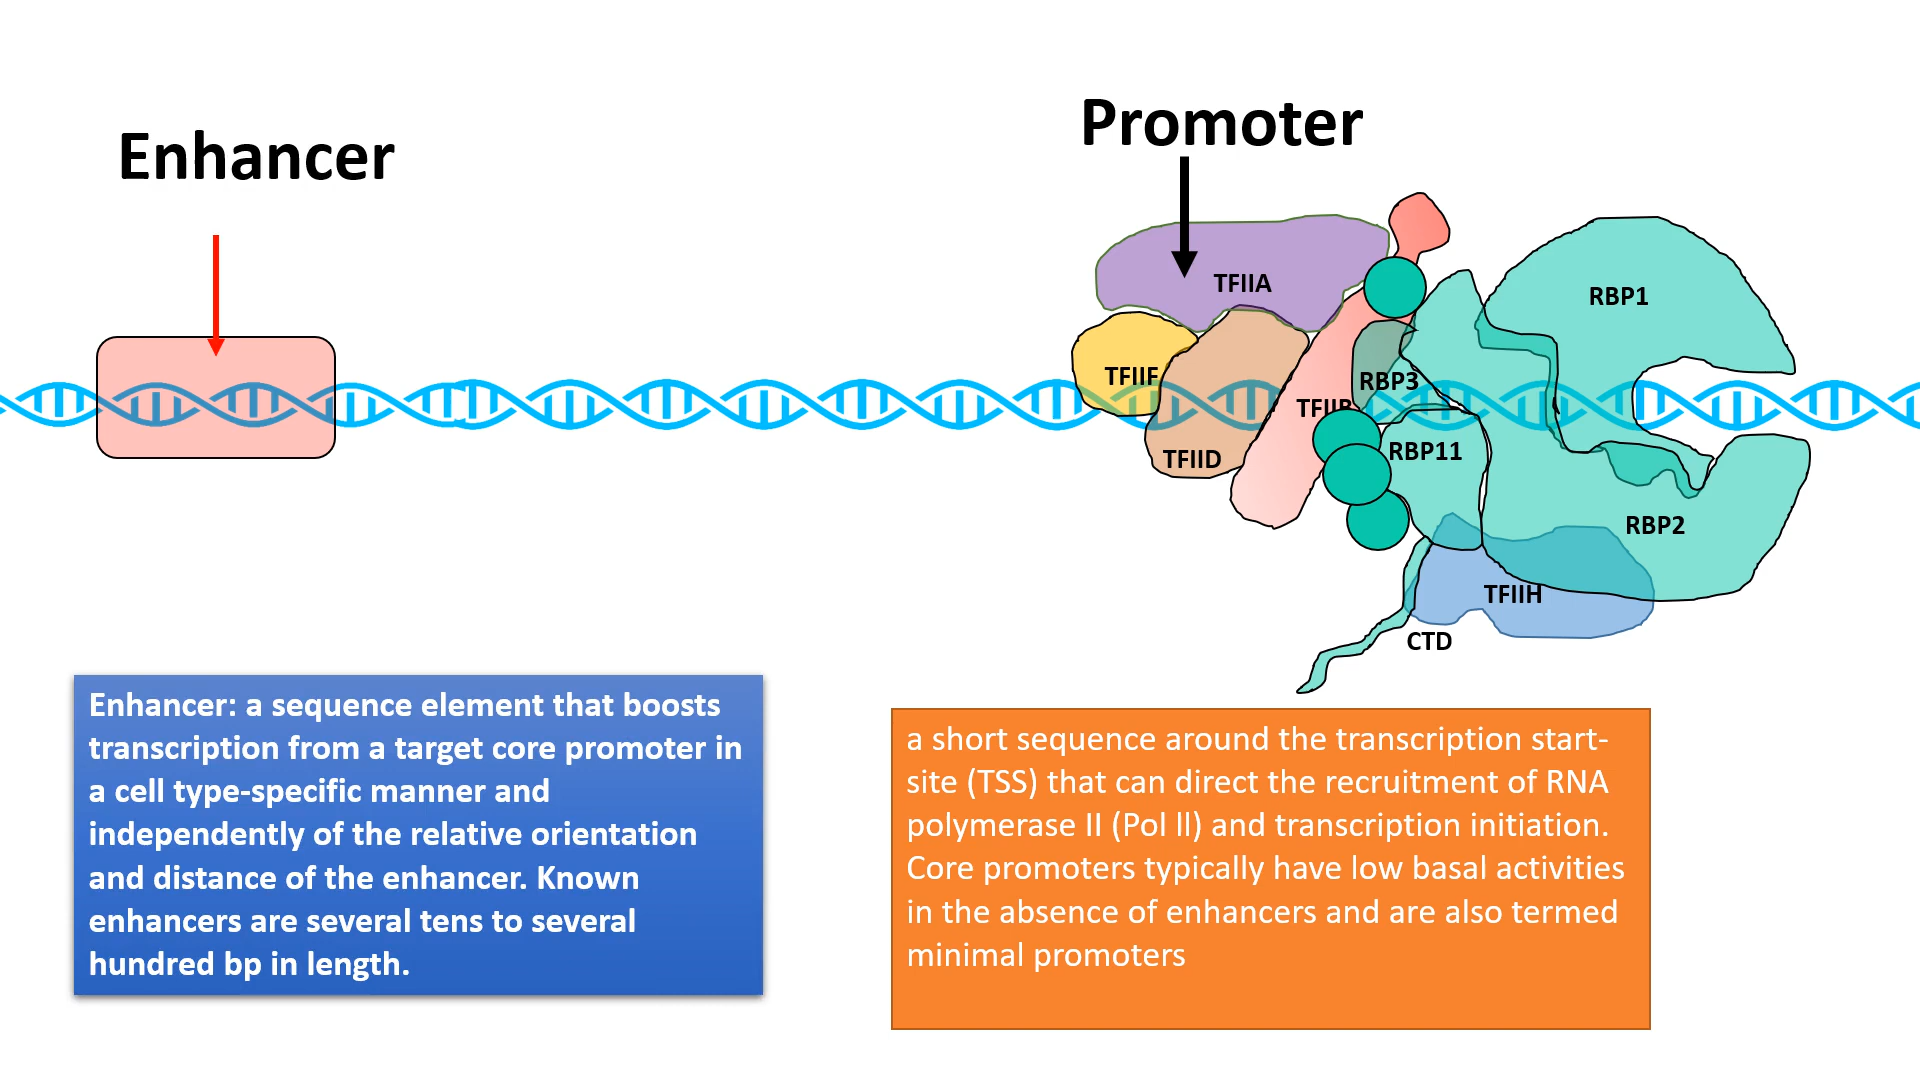 Enhancer
Promoter
TFIIA
RBP1
TFIIF
RBP3
TFIIB
RBP11
TFIID
RBP2
TFIIH
CTD
Enhancer: a sequence element that boosts
transcription from a target core promoter in
a cell type-specific manner and
independently of the relative orientation
and distance of the enhancer. Known
enhancers are several tens to several
hundred bp in length.
a short sequence around the transcription start-
site (TSS) that can direct the recruitment of RNA
polymerase II (Pol ll) and transcription initiation.
Core promoters typically have low basal activities
in the absence of enhancers and are also termed
minimal promoters